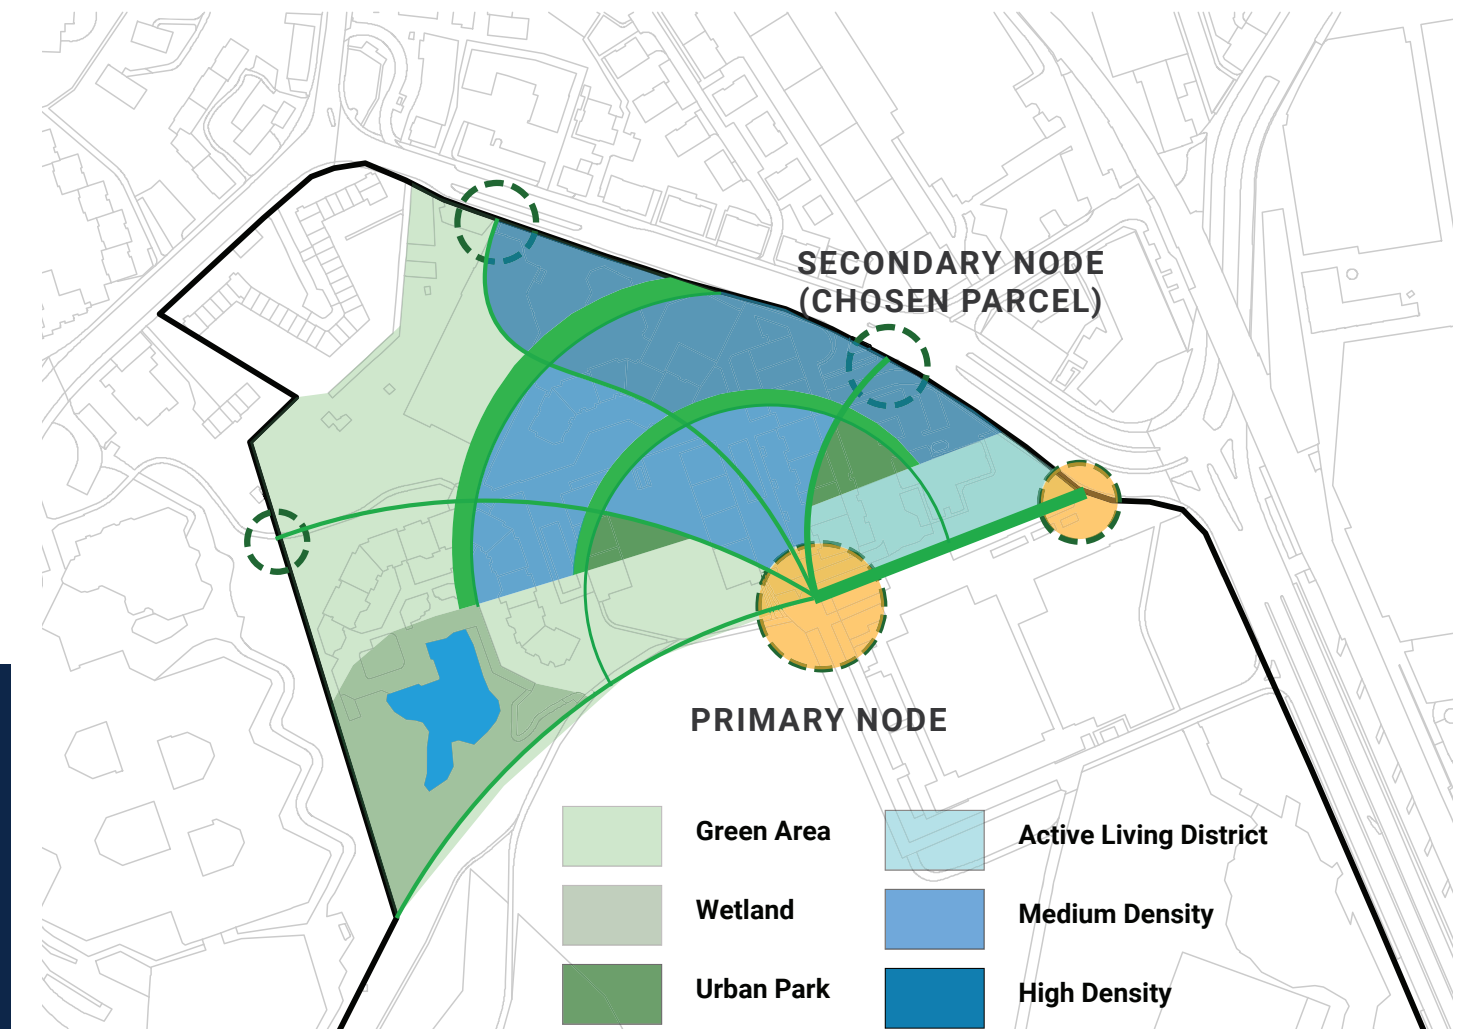 SECONDARY NODE
(CHOSEN PARCEL)
PRIMARY NODE
Green Area
Active Living District
Wetland
Medium Density
Urban Park
High Density